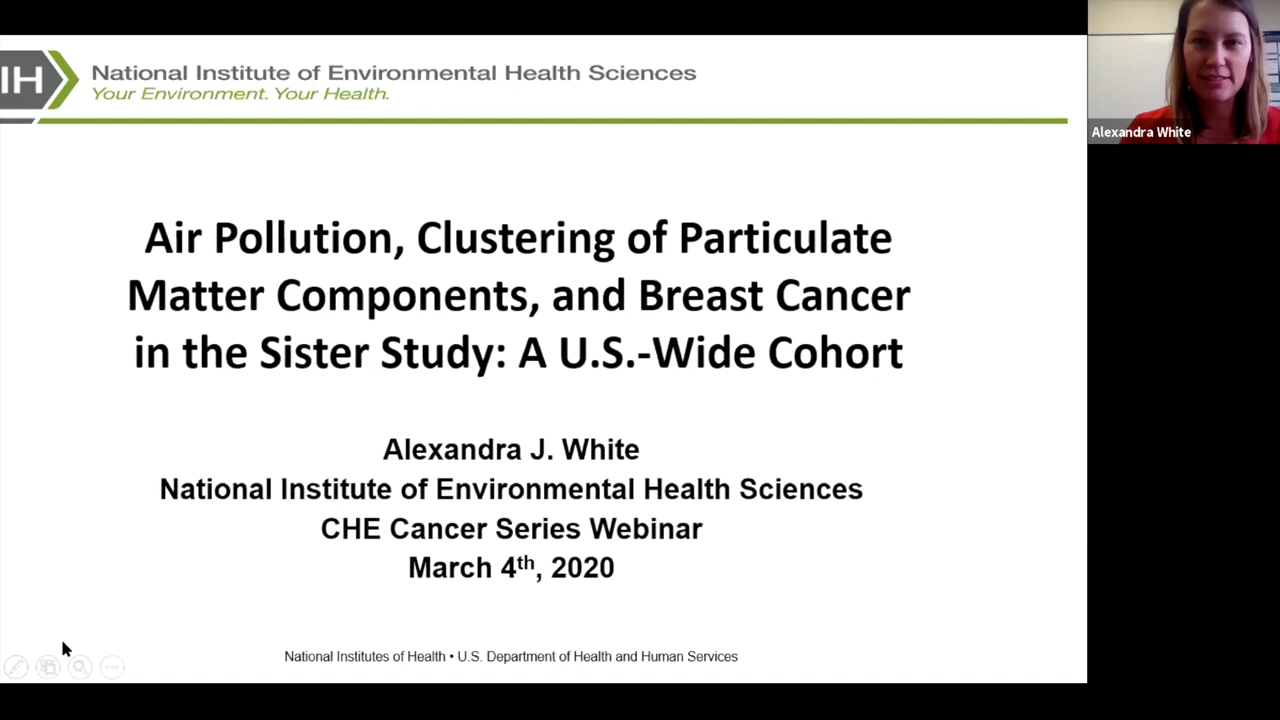 IH
National Institute of Environmental Health Sciences
Your Environment. Your Health.
Alexandra White
Air Pollution, Clustering of Particulate
Matter Components, and Breast Cancer
in the Sister Study: A U.S.-Wide Cohort
Alexandra J. White
National Institute of Environmental Health Sciences
CHE Cancer Series Webinar
March 4th, 2020
National Institutes of Health • U.S. Department of Health and Human Services